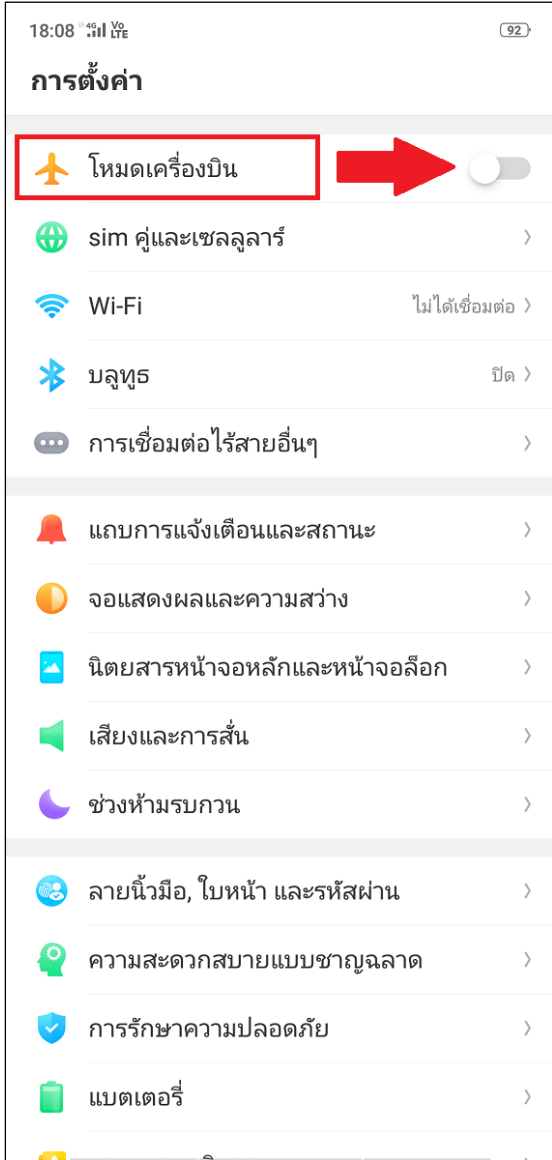 18:08 4G Vo LTE 92
การตั้งค่า
โหมดเครื่องบิน
sim คู่และเซลลูลาร์
Wi-Fi ไม่ได้เชื่อมต่อ
บลูทูธ ปิด
การเชื่อมต่อไร้สายอื่นๆ
แถบการแจ้งเตือนและสถานะ
จอแสดงผลและความสว่าง
นิตยสารหน้าจอหลักและหน้าจอล็อก
เสียงและการสั่น
ช่วงห้ามรบกวน
ลายนิ้วมือ, ใบหน้า และรหัสผ่าน
ความสะดวกสบายแบบชาญฉลาด
การรักษาความปลอดภัย
แบตเตอรี่